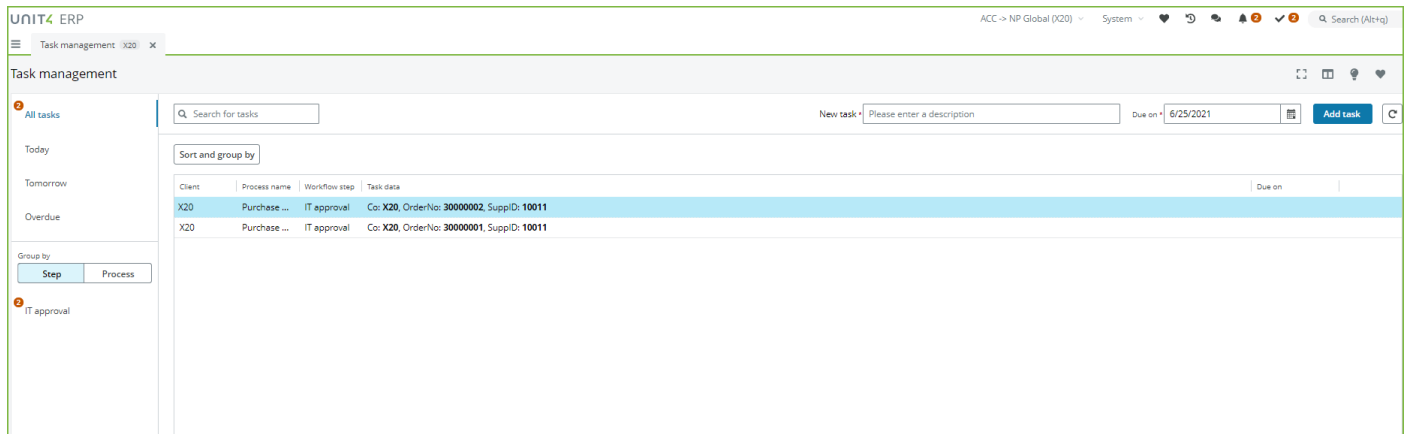 UNIT4 ERP
ACC -> NP Global (X20) System 2 2 Search (Alt+q)
Task management X20 ×
Task management
2 All tasks
Today
Tomorrow
Overdue
Group by
Step Process
2 IT approval
Search for tasks
New task * Please enter a description Due on * 6/25/2021 Add task
Sort and group by
Client Process name Workflow step Task data Due on
X20 Purchase ... IT approval Co: X20, OrderNo: 30000002, SuppID: 10011
X20 Purchase ... IT approval Co: X20, OrderNo: 30000001, SuppID: 10011